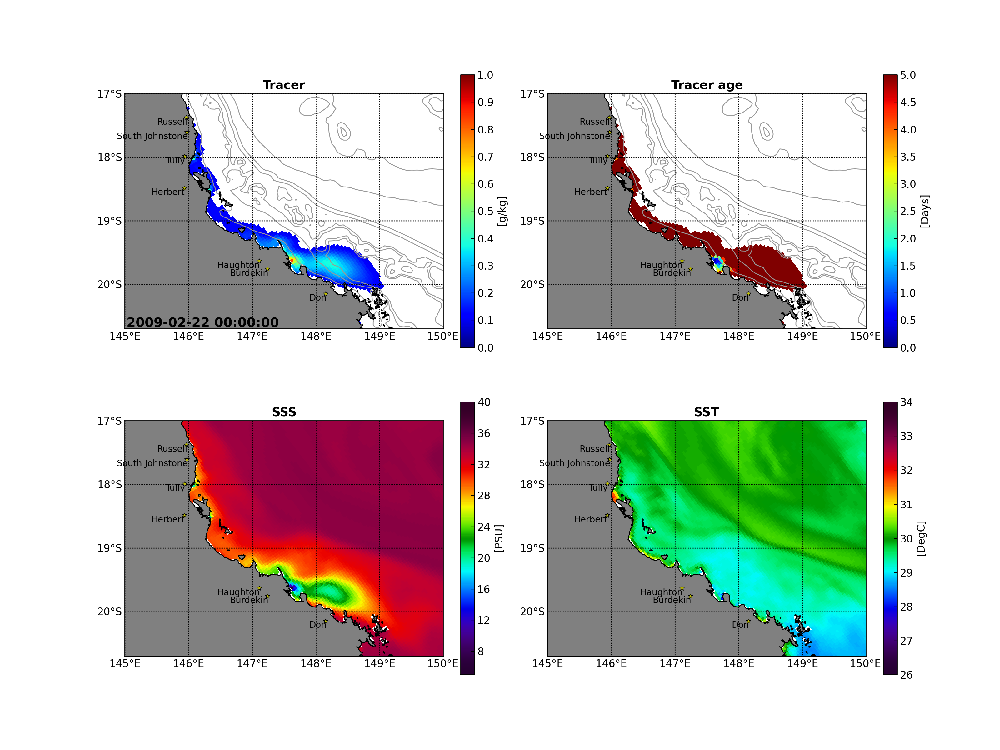 Tracer
17°S
18°S
19°S
20°S
Russell
South Johnstone
Tully
Herbert
Haughton
Burdekin
Don
2009-02-22 00:00:00
145°E 146°E 147°E 148°E 149°E 150°E
1.0
0.9
0.8
0.7
0.6
0.5
0.4
0.3
0.2
0.1
0.0
[g/kg]
Tracer age
17°S
18°S
19°S
20°S
Russell
South Johnstone
Tully
Herbert
Haughton
Burdekin
Don
145°E 146°E 147°E 148°E 149°E 150°E
5.0
4.5
4.0
3.5
3.0
2.5
2.0
1.5
1.0
0.5
0.0
[Days]
SSS
17°S
18°S
19°S
20°S
Russell
South Johnstone
Tully
Herbert
Haughton
Burdekin
Don
145°E 146°E 147°E 148°E 149°E 150°E
40
36
32
28
24
20
16
12
8
[PSU]
SST
17°S
18°S
19°S
20°S
Russell
South Johnstone
Tully
Herbert
Haughton
Burdekin
Don
145°E 146°E 147°E 148°E 149°E 150°E
34
33
32
31
30
29
28
27
26
[DegC]